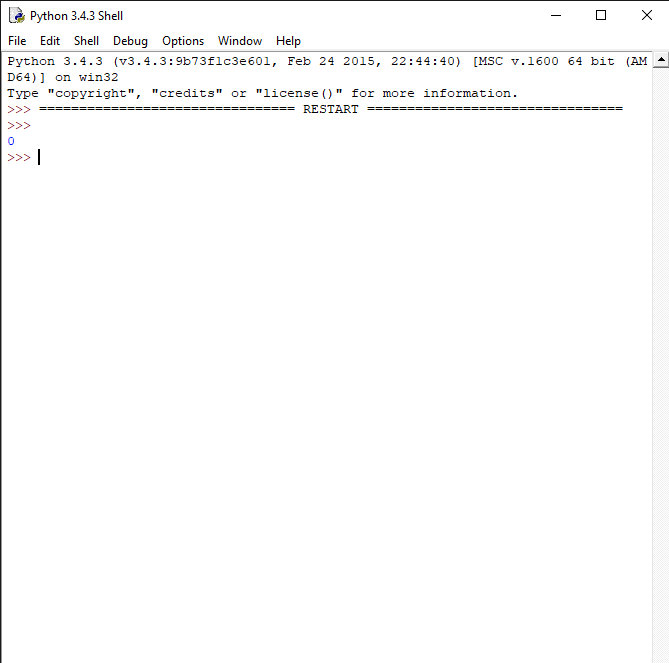 Python 3.4.3 Shell
File Edit Shell Debug Options Window Help
Python 3.4.3 (v3.4.3:9b73f1c3e601, Feb 24 2015, 22:44:40) [MSC v.1600 64 bit (AM
D64)] on win32
Type "copyright", "credits" or "license()" for more information.
>>> ================================ RESTART ================================
>>>
0
>>>